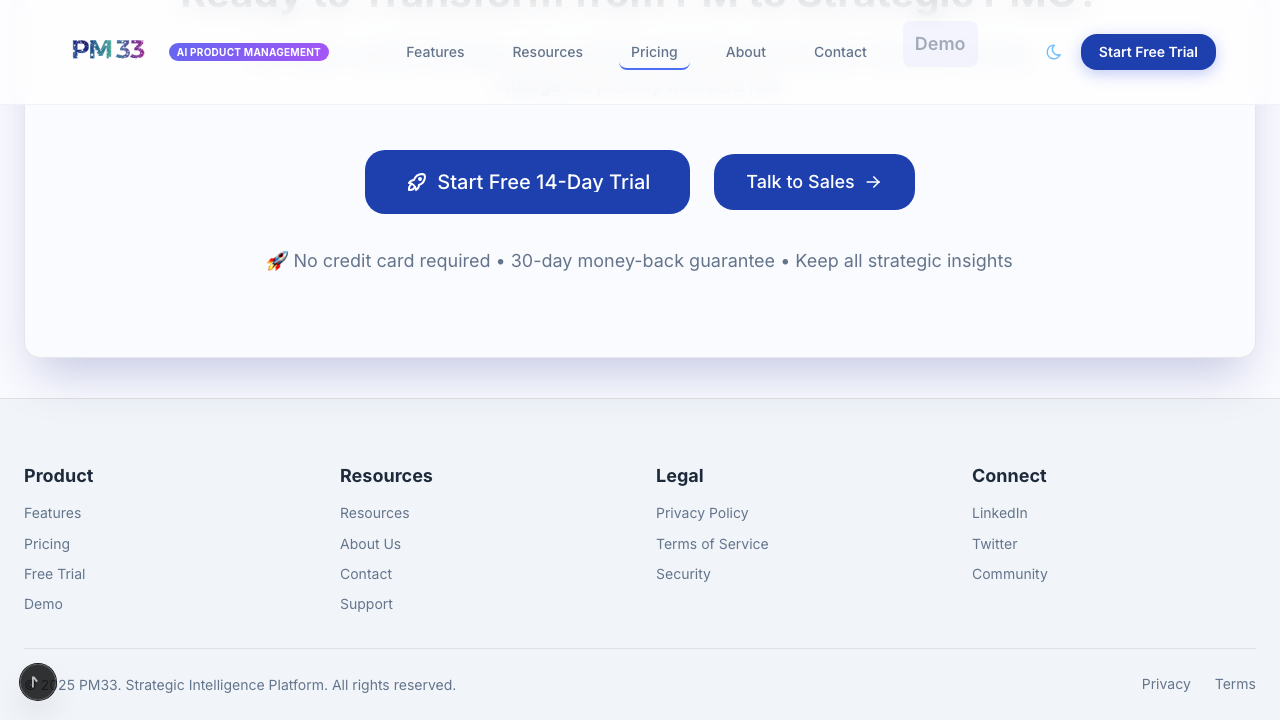 Ready to Transform from PM to Strategic PMO?
PM33
AI PRODUCT MANAGEMENT
Features
Resources
Pricing
About
Contact
Demo
Start Free Trial
Start Free 14-Day Trial
Talk to Sales →
🚀 No credit card required • 30-day money-back guarantee • Keep all strategic insights
Product
Features
Pricing
Free Trial
Demo
Resources
Resources
About Us
Contact
Support
Legal
Privacy Policy
Terms of Service
Security
Connect
LinkedIn
Twitter
Community
© 2025 PM33. Strategic Intelligence Platform. All rights reserved.
Privacy
Terms